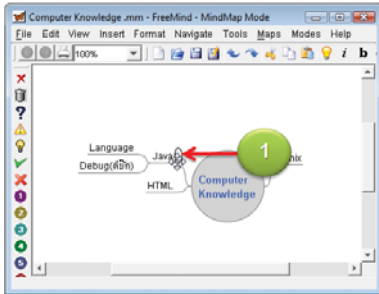 Computer Knowledge .mm - FreeMind - MindMap Mode
File Edit View Insert Format Navigate Tools Maps Modes Help
100%
i b
Language
Java
1
nix
Debug(ดีบัก)
HTML
Computer
Knowledge